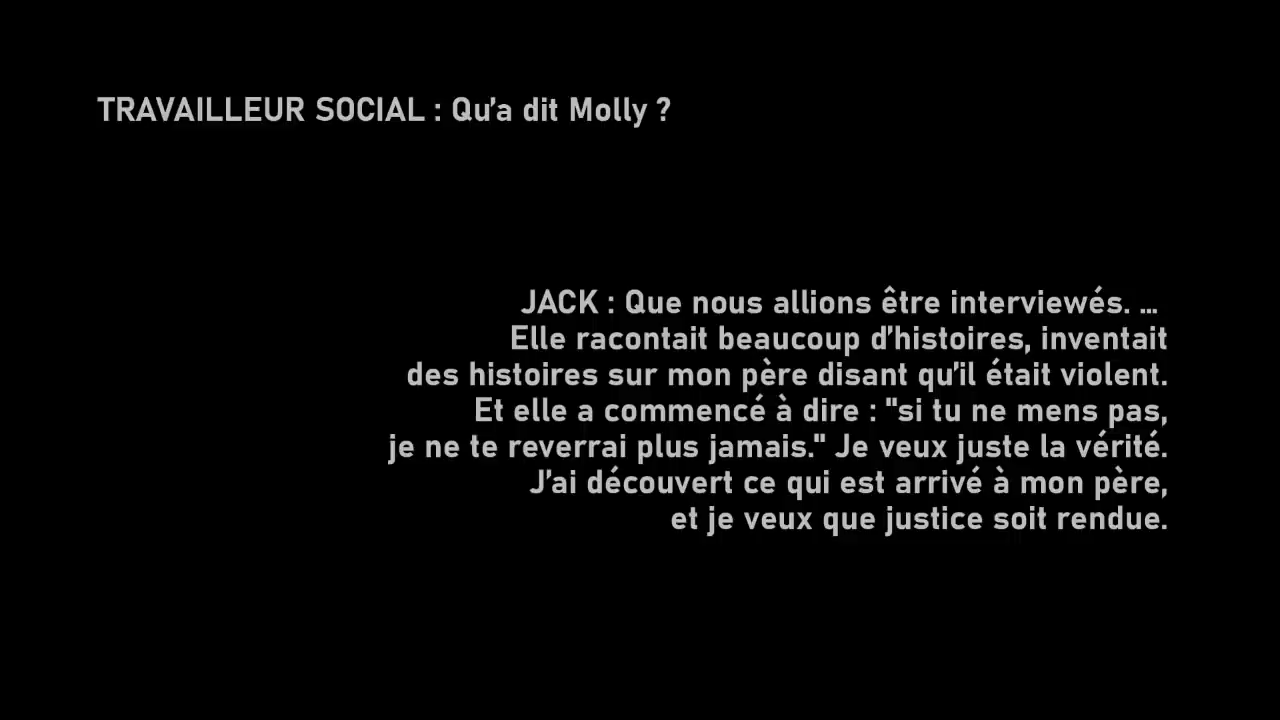 TRAVAILLEUR SOCIAL : Qu’a dit Molly ?
JACK : Que nous allions être interviewés. ...
Elle racontait beaucoup d’histoires, inventait
des histoires sur mon père disant qu’il était violent.
Et elle a commencé à dire : "si tu ne mens pas,
je ne te reverrai plus jamais." Je veux juste la vérité.
J’ai découvert ce qui est arrivé à mon père,
et je veux que justice soit rendue.